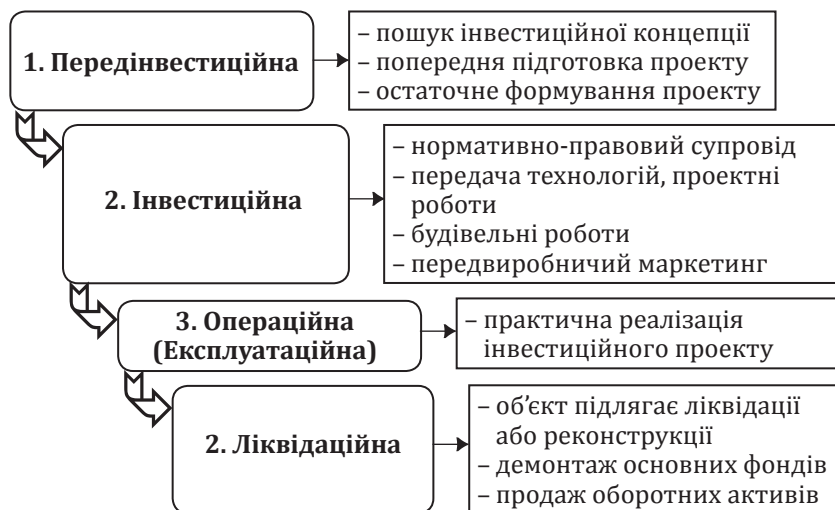 1. Передінвестиційна
– пошук інвестиційної концепції
– попередня підготовка проекту
– остаточне формування проекту
2. Інвестиційна
– нормативно-правовий супровід
– передача технологій, проектні
роботи
– будівельні роботи
– передвиробничий маркетинг
3. Операційна
(Експлуатаційна)
– практична реалізація
інвестиційного проекту
2. Ліквідаційна
– об’єкт підлягає ліквідації
або реконструкції
– демонтаж основних фондів
– продаж оборотних активів